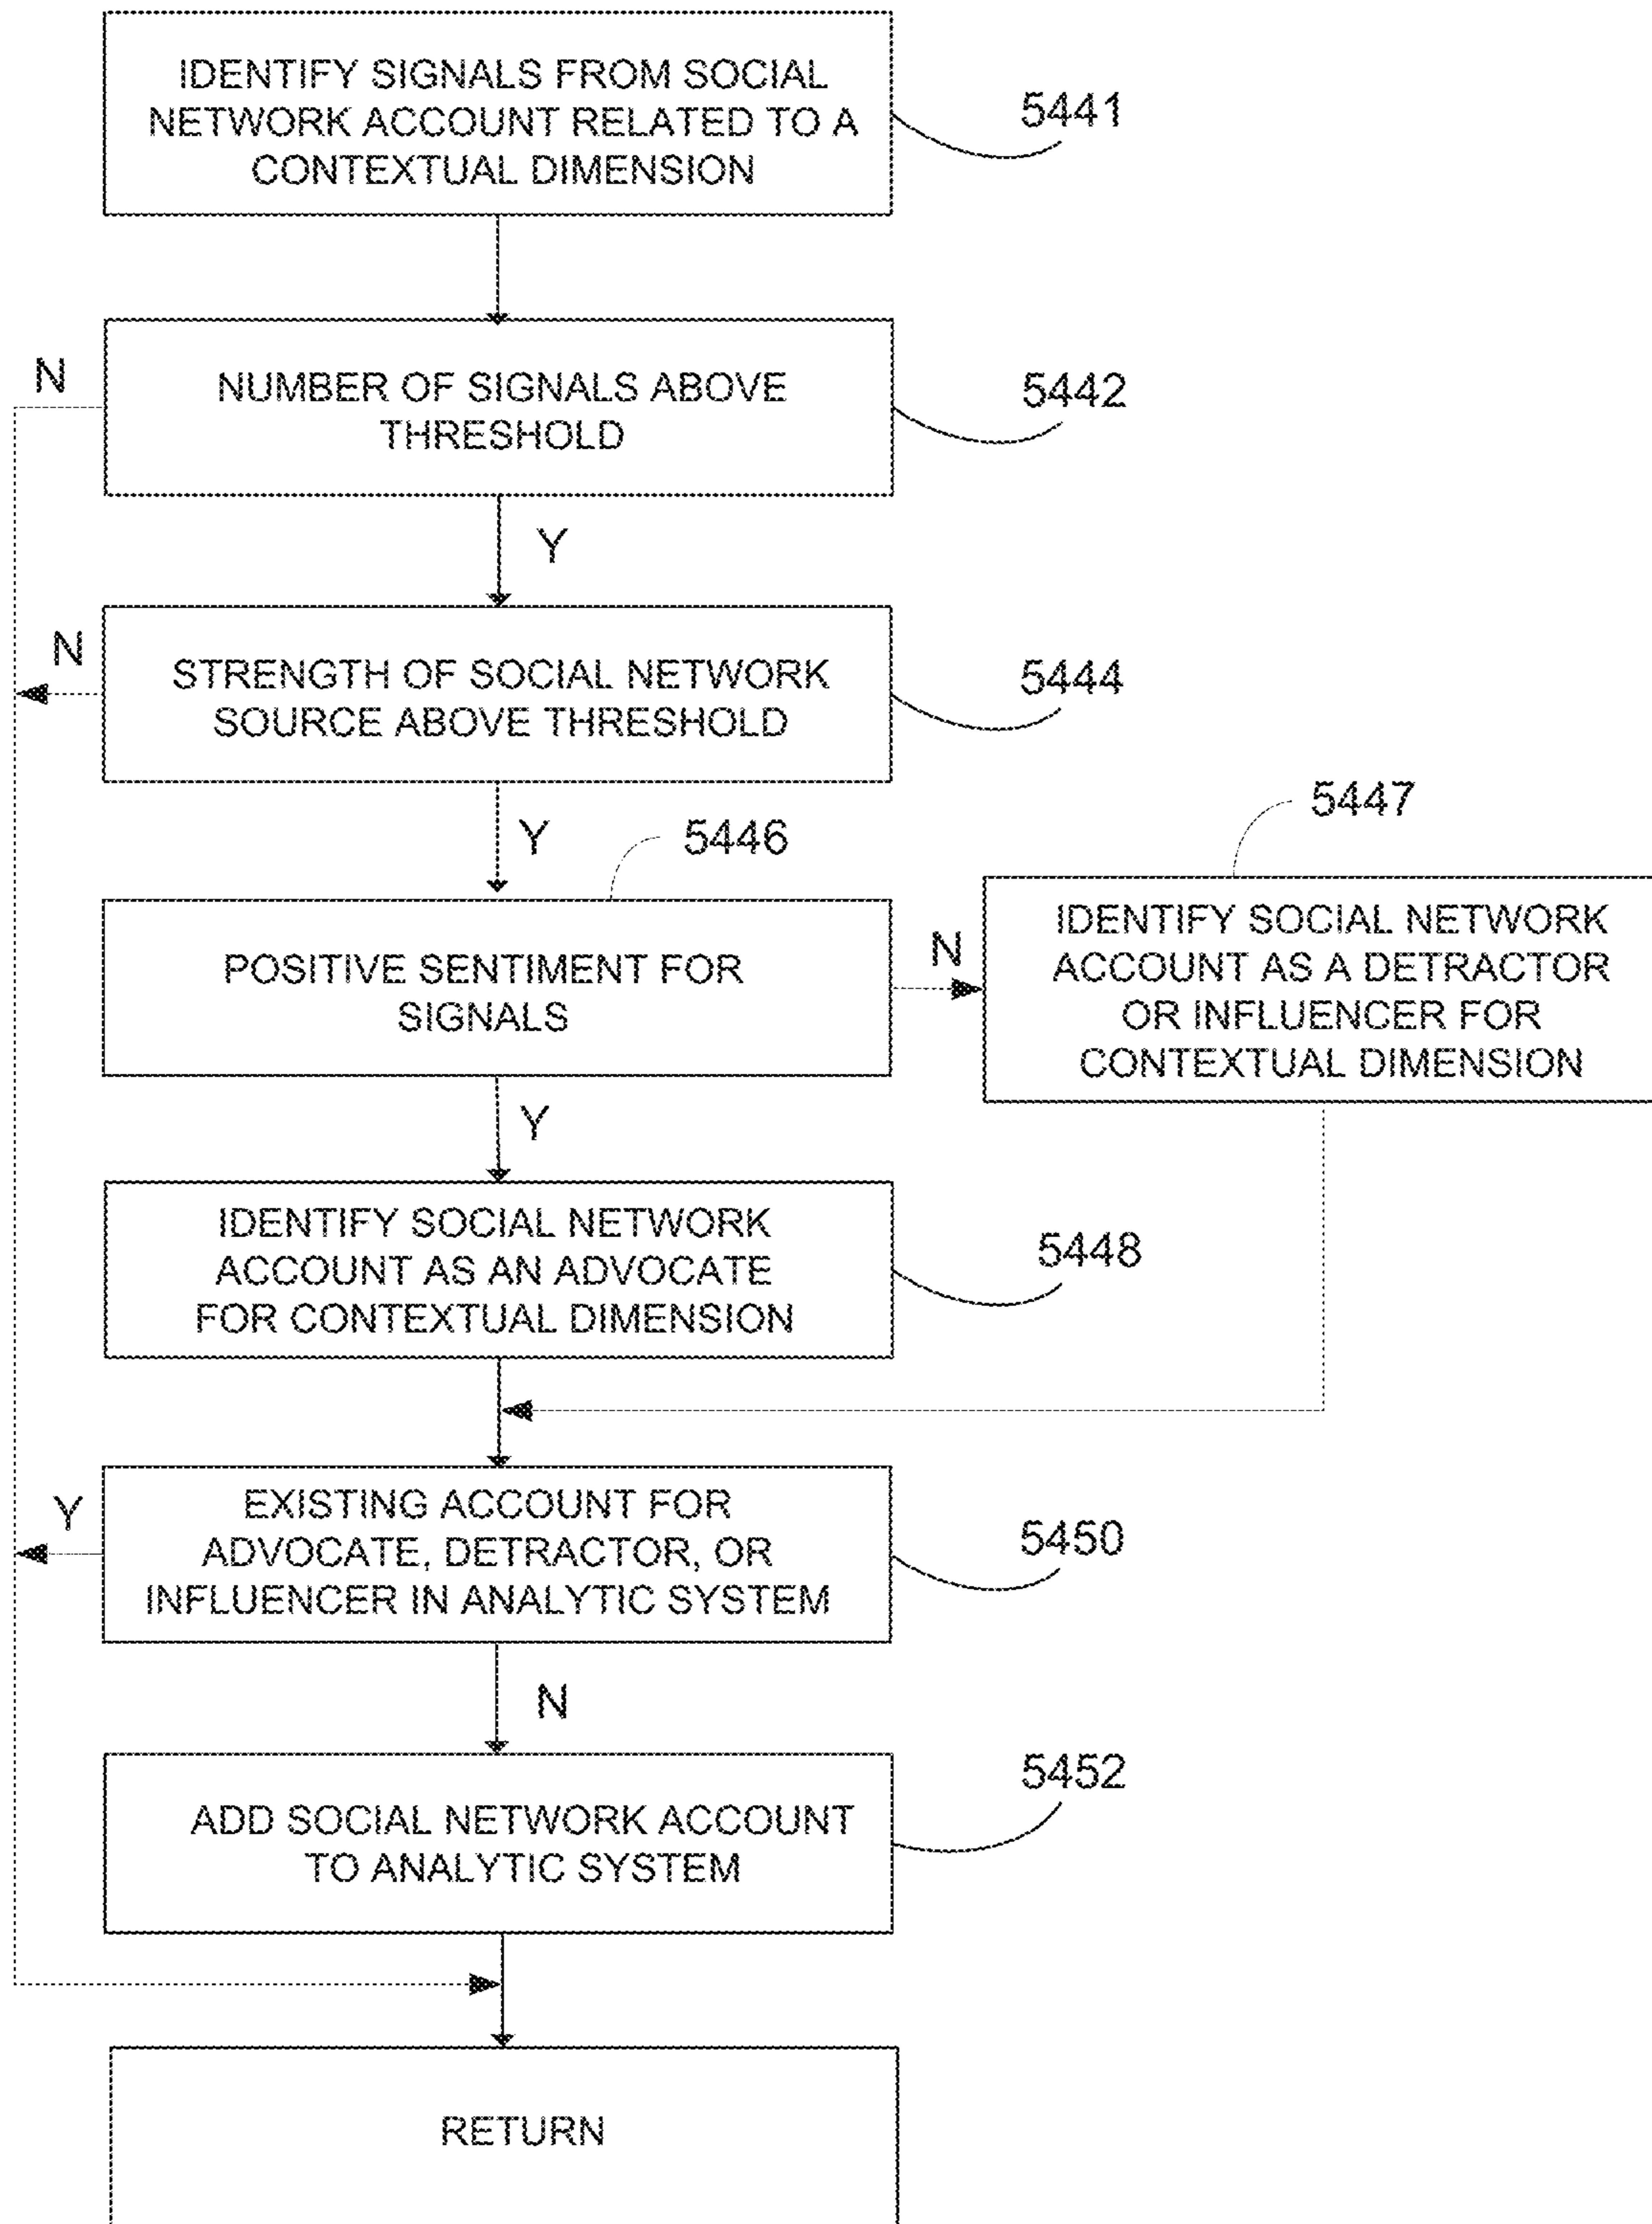 IDENTIFY SIGNALS FROM SOCIAL
NETWORK ACCOUNT RELATED TO A
CONTEXTUAL DIMENSION
5441
N
NUMBER OF SIGNALS ABOVE
THRESHOLD
5442
Y
N
STRENGTH OF SOCIAL NETWORK
SOURCE ABOVE THRESHOLD
5444
Y
5446
5447
POSITIVE SENTIMENT FOR
SIGNALS
N
IDENTIFY SOCIAL NETWORK
ACCOUNT AS A DETRACTOR
OR INFLUENCER FOR
CONTEXTUAL DIMENSION
Y
IDENTIFY SOCIAL NETWORK
ACCOUNT AS AN ADVOCATE
FOR CONTEXTUAL DIMENSION
5448
Y
EXISTING ACCOUNT FOR
ADVOCATE, DETRACTOR, OR
INFLUENCER IN ANALYTIC SYSTEM
5450
N
ADD SOCIAL NETWORK ACCOUNT
TO ANALYTIC SYSTEM
5452
RETURN